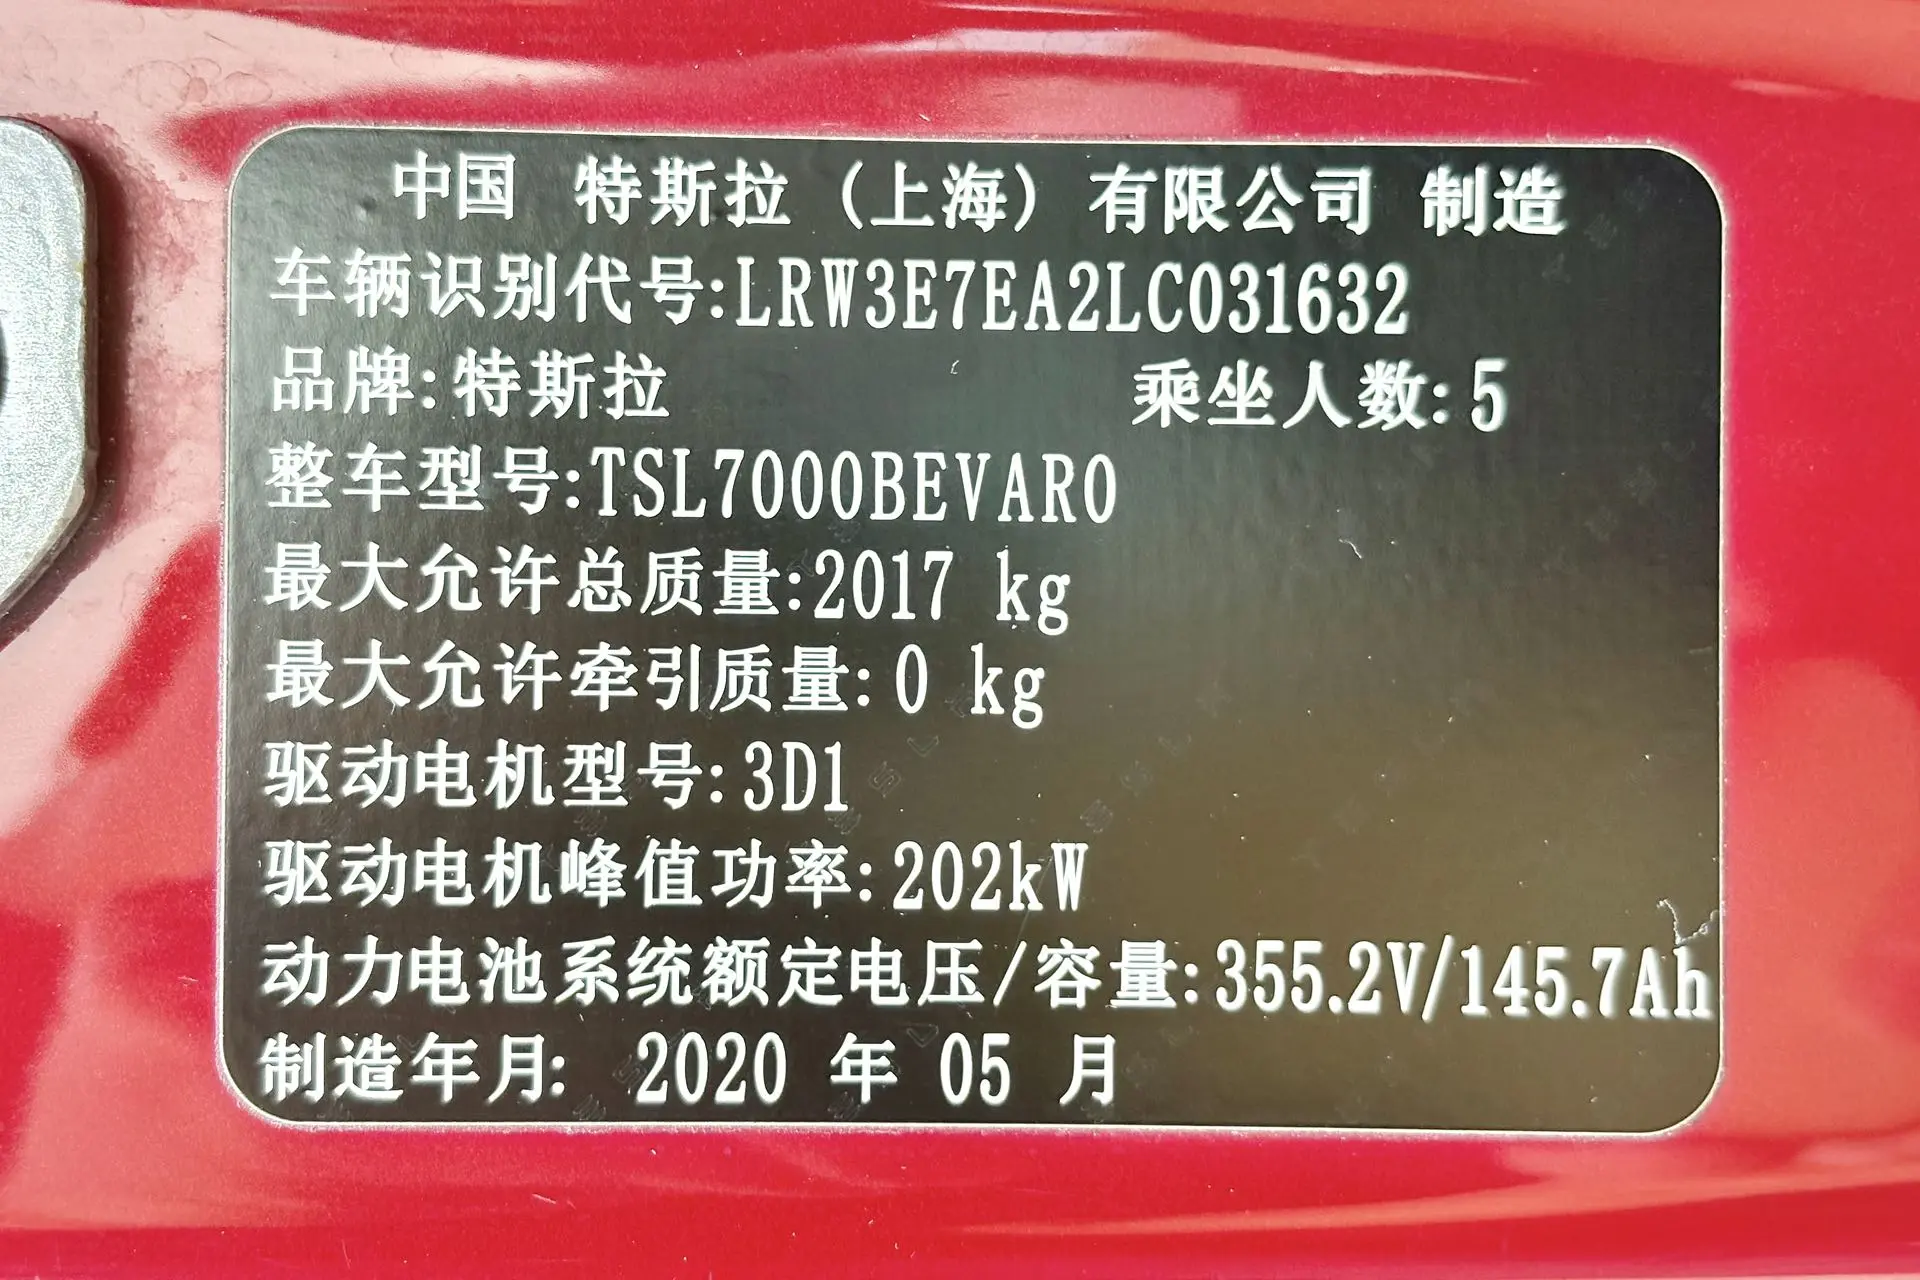 中国 特斯拉 (上海) 有限公司 制造
车辆识别代号:LRW3E7EA2LC031632
品牌:特斯拉 乘坐人数:5
整车型号:TSL7000BEVAR0
最大允许总质量:2017 kg
最大允许牵引质量:0 kg
驱动电机型号:3D1
驱动电机峰值功率:202kW
动力电池系统额定电压/容量:355.2V/145.7Ah
制造年月: 2020 年 05 月